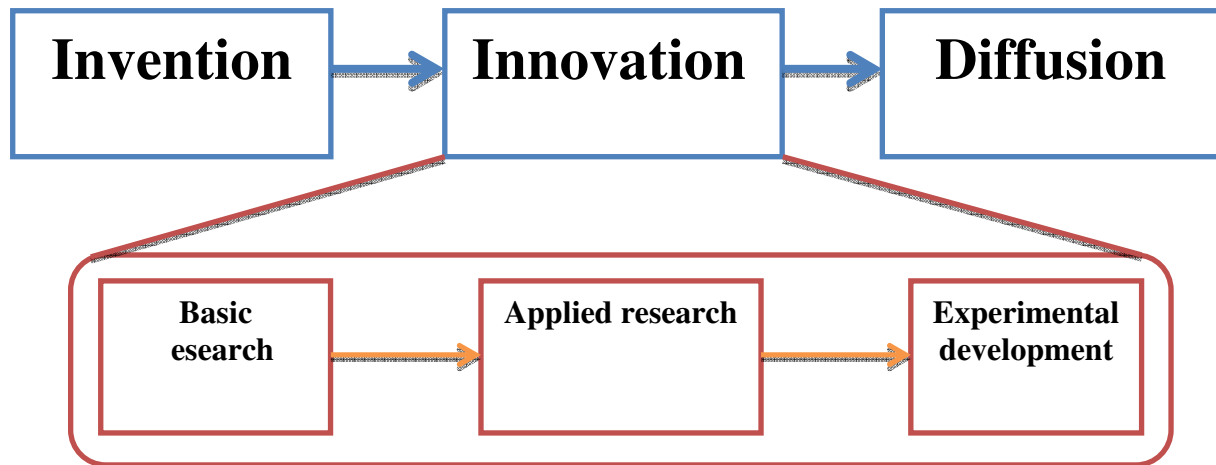 Invention
Innovation
Diffusion
Basic
esearch
Applied research
Experimental
development